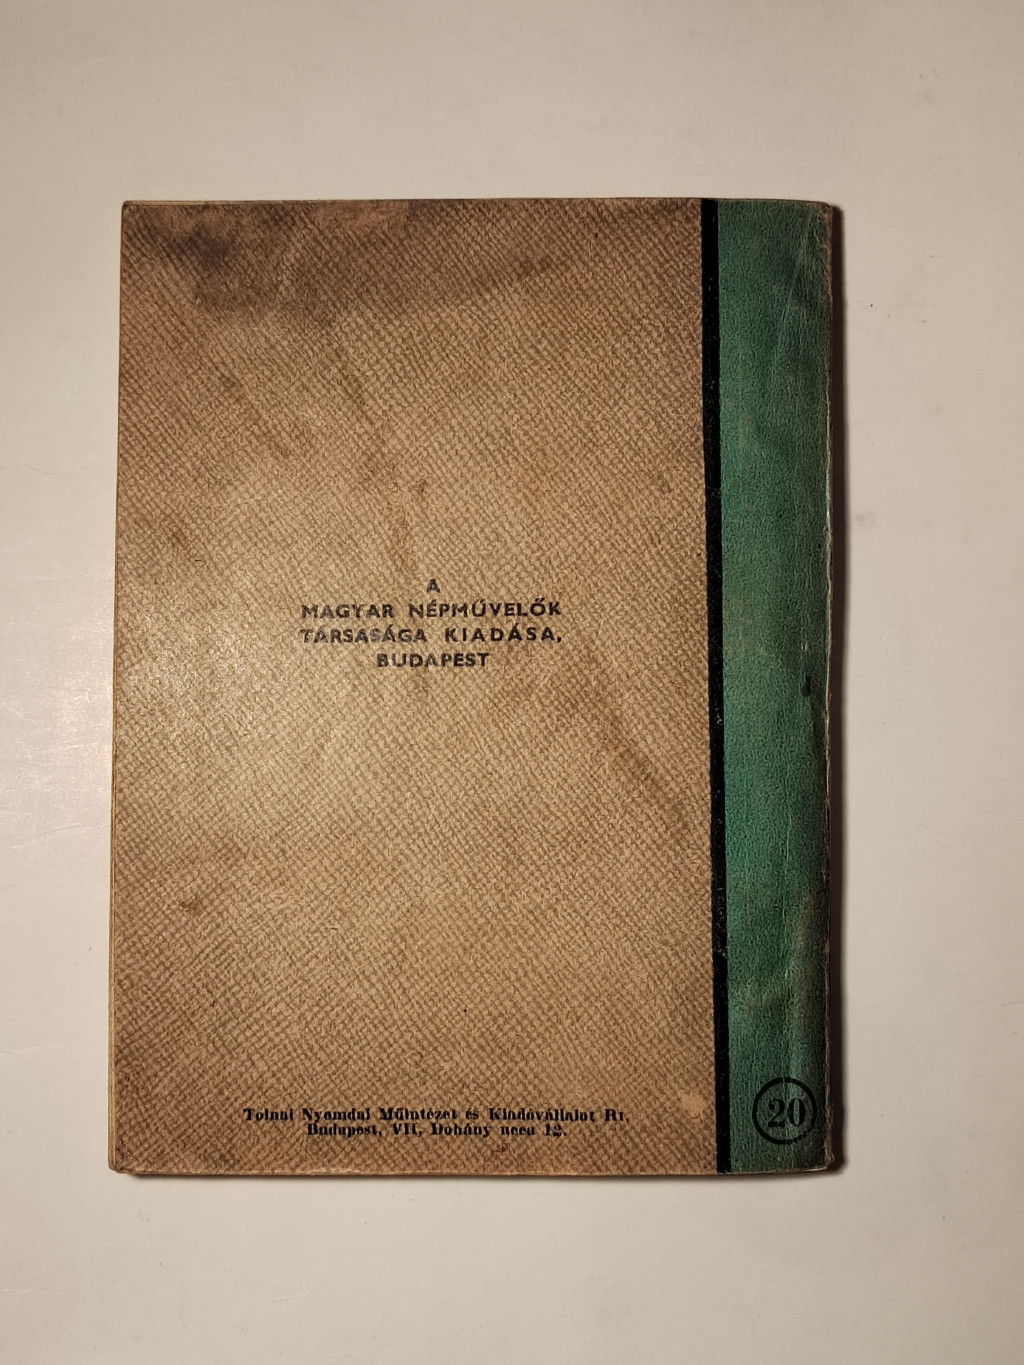 A
MAGYAR NÉPMŰVELŐK
TÁRSASÁGA KIADÁSA,
BUDAPEST
Tolnai Nyomdai Műintézet és Kiadóvállalat Rt.
Budapest, VII, Dohány ucca 12.
20